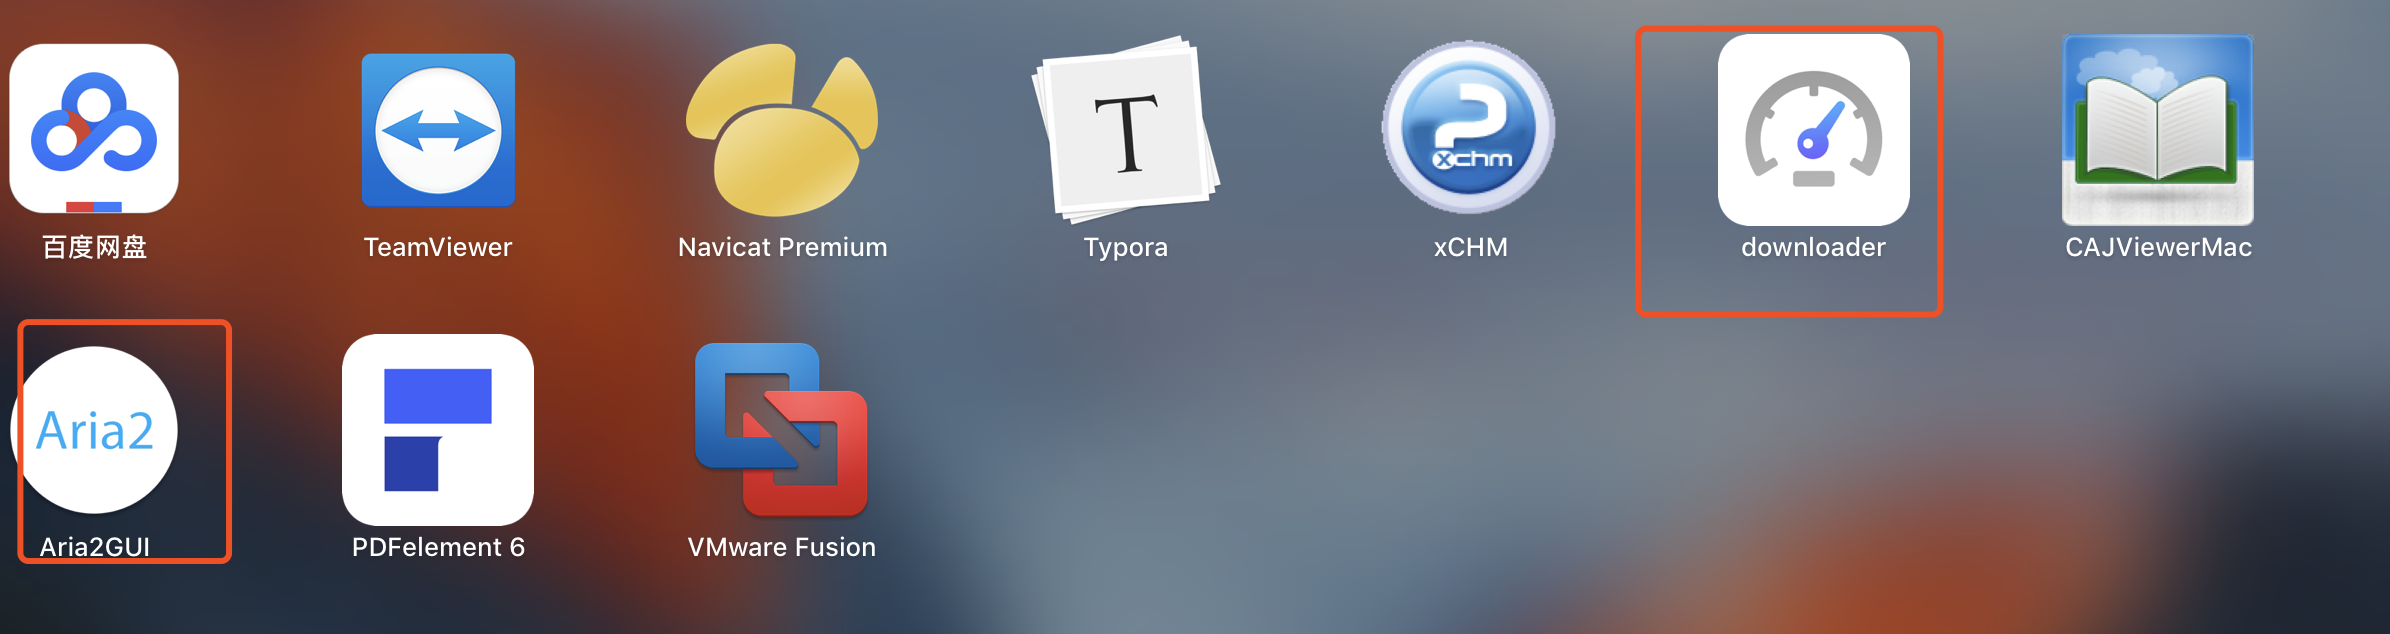 百度网盘
TeamViewer
Navicat Premium
T
Typora
xchm
xCHM
downloader
CAJViewerMac
Aria2
Aria2GUI
PDFelement 6
VMware Fusion